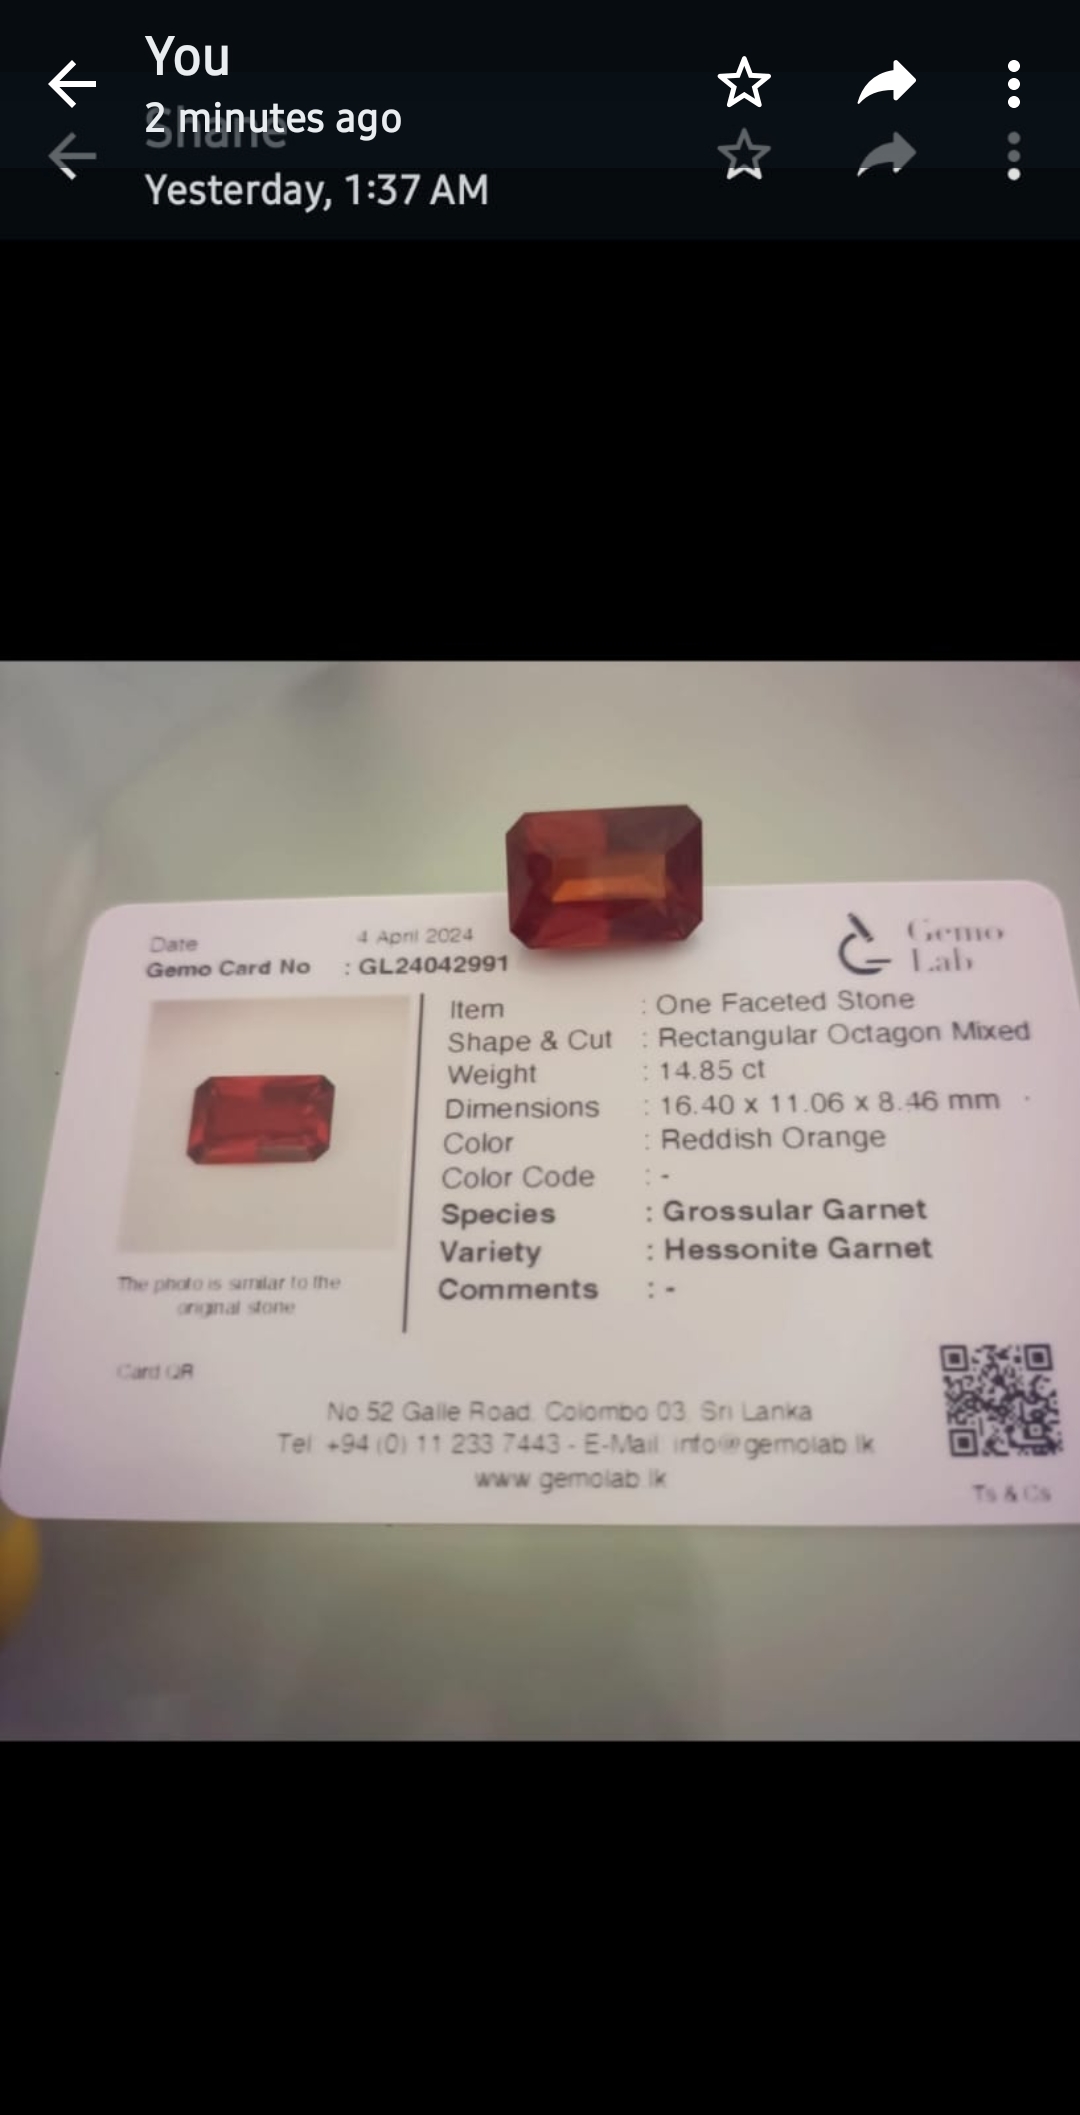 You
2 minutes ago
Shane
Yesterday, 1:37 AM
Date 4 April 2024
Gemo Card No : GL24042991
Gemo
Lab
Item : One Faceted Stone
Shape & Cut : Rectangular Octagon Mixed
Weight : 14.85 ct
Dimensions : 16.40 x 11.06 x 8.46 mm
Color : Reddish Orange
Color Code : -
Species : Grossular Garnet
Variety : Hessonite Garnet
Comments : -
The photo is similar to the
original stone
Card QR
No 52 Galle Road, Colombo 03, Sri Lanka
Tel +94 (0) 11 233 7443 - E-Mail info@gemolab.lk
www.gemolab.lk
Ts & Cs